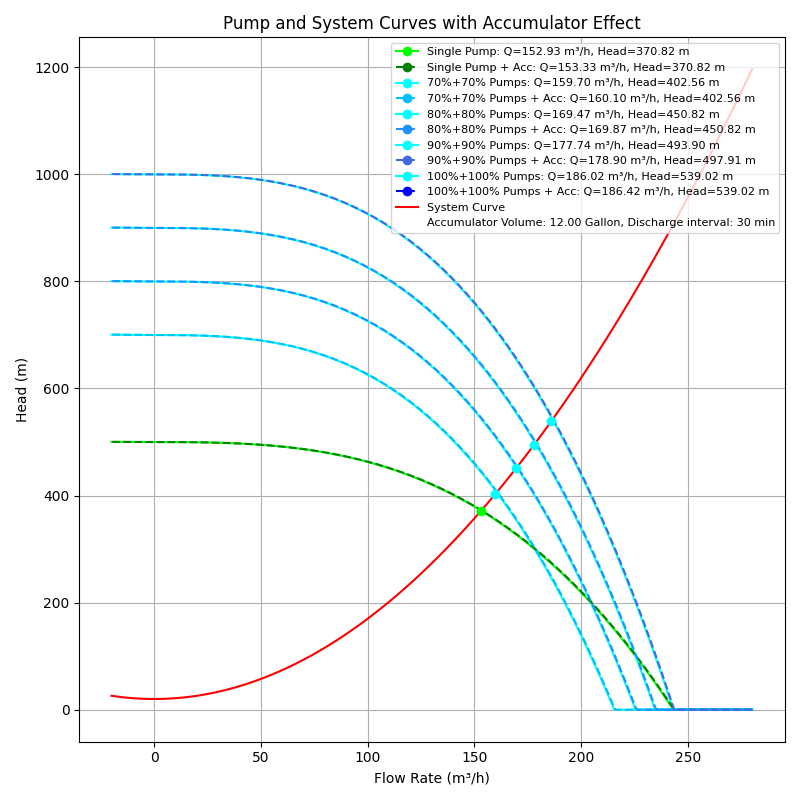 Pump and System Curves with Accumulator Effect
Single Pump: Q=152.93 m³/h, Head=370.82 m
Single Pump + Acc: Q=153.33 m³/h, Head=370.82 m
70%+70% Pumps: Q=159.70 m³/h, Head=402.56 m
70%+70% Pumps + Acc: Q=160.10 m³/h, Head=402.56 m
80%+80% Pumps: Q=169.47 m³/h, Head=450.82 m
80%+80% Pumps + Acc: Q=169.87 m³/h, Head=450.82 m
90%+90% Pumps: Q=177.74 m³/h, Head=493.90 m
90%+90% Pumps + Acc: Q=178.90 m³/h, Head=497.91 m
100%+100% Pumps: Q=186.02 m³/h, Head=539.02 m
100%+100% Pumps + Acc: Q=186.42 m³/h, Head=539.02 m
System Curve
Accumulator Volume: 12.00 Gallon, Discharge interval: 30 min
Head (m)
1200
1000
800
600
400
200
0
0 50 100 150 200 250
Flow Rate (m³/h)